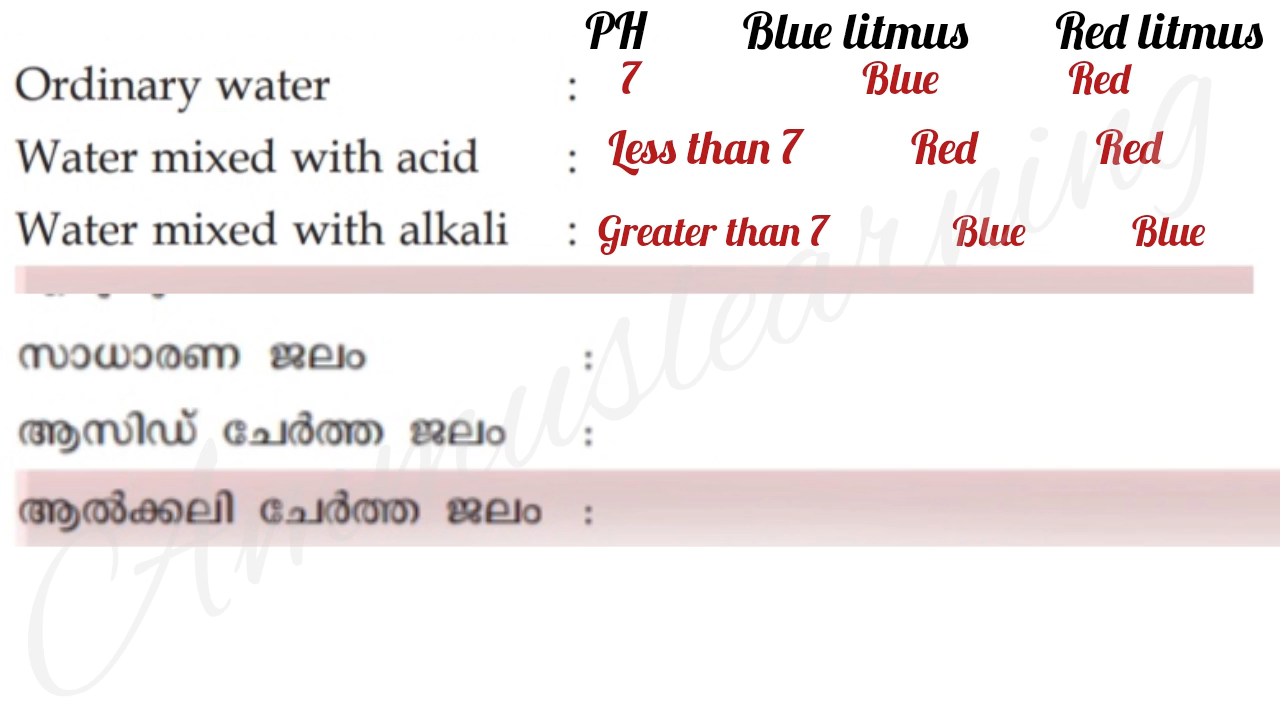 PH Blue litmus Red litmus
Ordinary water : 7 Blue Red
Water mixed with acid : Less than 7 Red Red
Water mixed with alkali : Greater than 7 Blue Blue
സാധാരണ ജലം :
ആസിഡ് ചേർത്ത ജലം :
ആൽക്കലി ചേർത്ത ജലം :
Ammuslearning